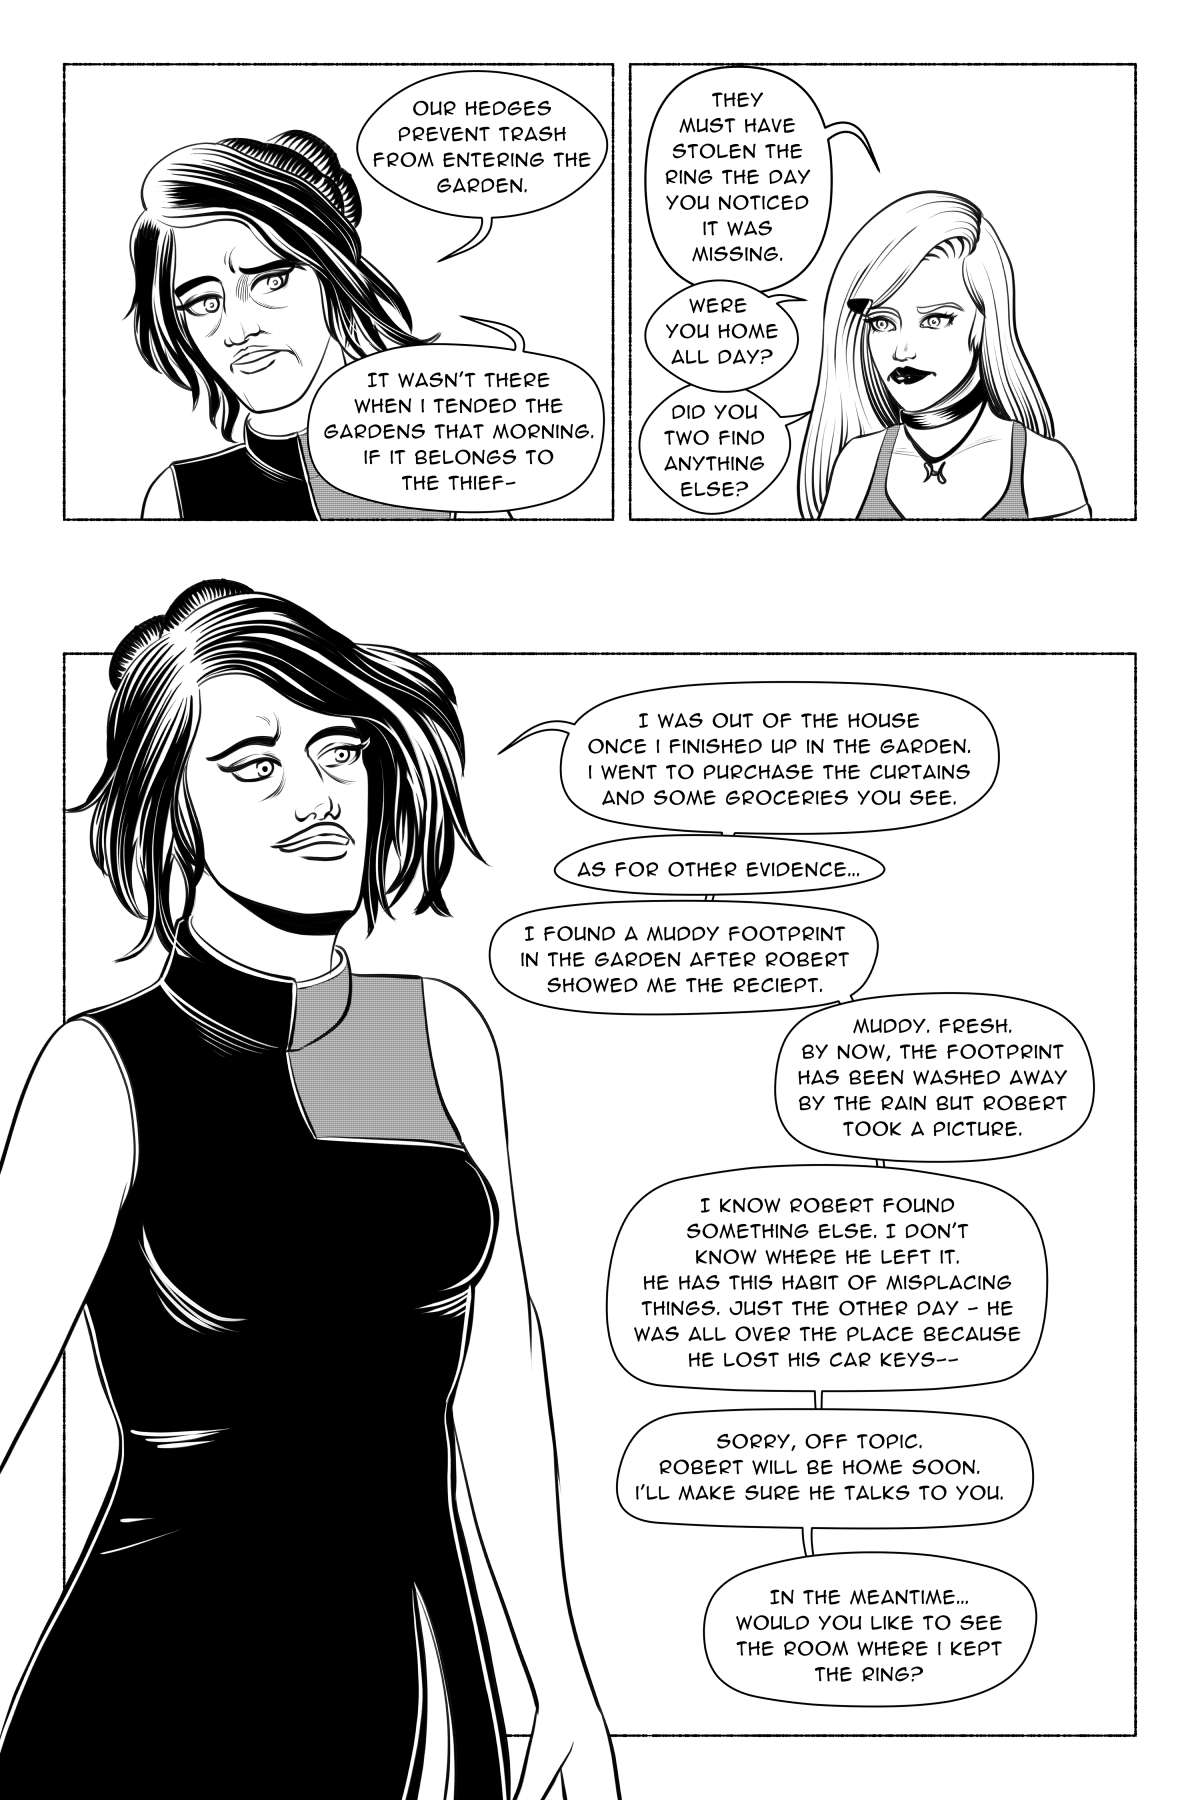 OUR HEDGES
PREVENT TRASH
FROM ENTERING THE
GARDEN.
IT WASN'T THERE
WHEN I TENDED THE
GARDENS THAT MORNING.
IF IT BELONGS TO
THE THIEF-
THEY
MUST HAVE
STOLEN THE
RING THE DAY
YOU NOTICED
IT WAS
MISSING.
WERE
YOU HOME
ALL DAY?
DID YOU
TWO FIND
ANYTHING
ELSE?
I WAS OUT OF THE HOUSE
ONCE I FINISHED UP IN THE GARDEN.
I WENT TO PURCHASE THE CURTAINS
AND SOME GROCERIES YOU SEE.
AS FOR OTHER EVIDENCE...
I FOUND A MUDDY FOOTPRINT
IN THE GARDEN AFTER ROBERT
SHOWED ME THE RECIEPT.
MUDDY. FRESH.
BY NOW, THE FOOTPRINT
HAS BEEN WASHED AWAY
BY THE RAIN BUT ROBERT
TOOK A PICTURE.
I KNOW ROBERT FOUND
SOMETHING ELSE. I DON'T
KNOW WHERE HE LEFT IT.
HE HAS THIS HABIT OF MISPLACING
THINGS. JUST THE OTHER DAY - HE
WAS ALL OVER THE PLACE BECAUSE
HE LOST HIS CAR KEYS--
SORRY, OFF TOPIC.
ROBERT WILL BE HOME SOON.
I'LL MAKE SURE HE TALKS TO YOU.
IN THE MEANTIME...
WOULD YOU LIKE TO SEE
THE ROOM WHERE I KEPT
THE RING?